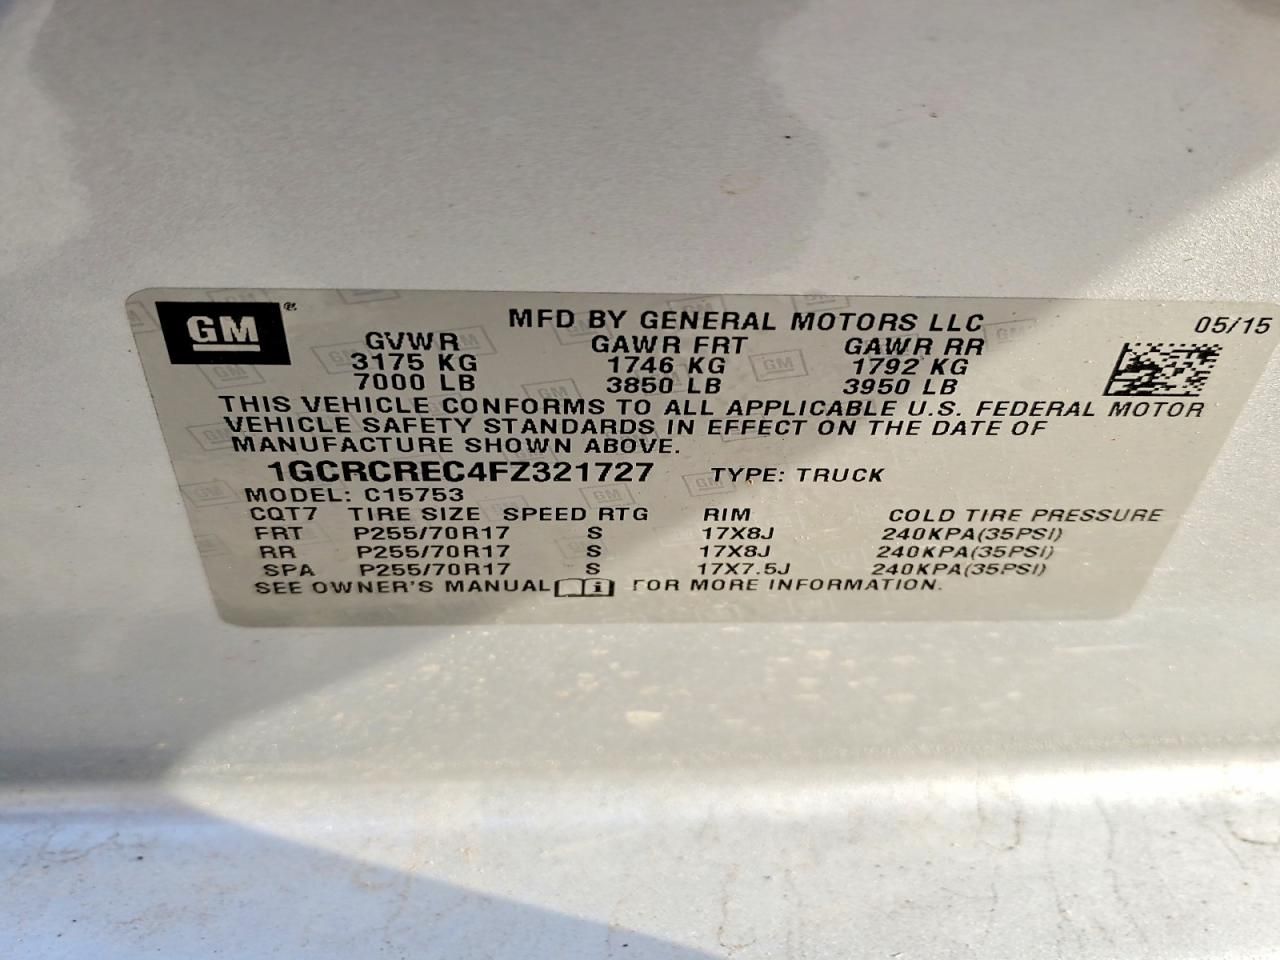 GM ® MFD BY GENERAL MOTORS LLC 05/15
GVWR GAWR FRT GAWR RR
3175 KG 1746 KG 1792 KG
7000 LB 3850 LB 3950 LB
THIS VEHICLE CONFORMS TO ALL APPLICABLE U.S. FEDERAL MOTOR
VEHICLE SAFETY STANDARDS IN EFFECT ON THE DATE OF
MANUFACTURE SHOWN ABOVE.
1GCRCREC4FZ321727 TYPE: TRUCK
MODEL: C15753
CQT7 TIRE SIZE SPEED RTG RIM COLD TIRE PRESSURE
FRT P255/70R17 S 17X8J 240KPA(35PSI)
RR P255/70R17 S 17X8J 240KPA(35PSI)
SPA P255/70R17 S 17X7.5J 240KPA(35PSI)
SEE OWNER'S MANUAL FOR MORE INFORMATION.